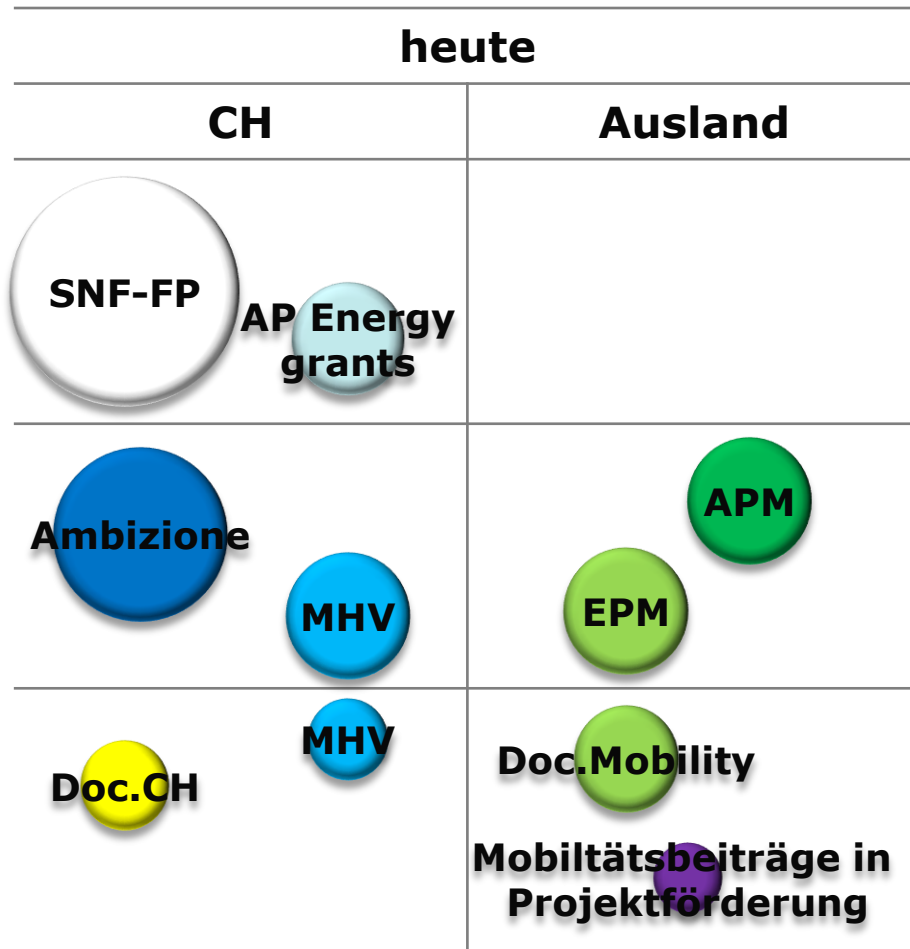 heute
CH
Ausland
SNF-FP
AP Energy
grants
Ambizione
MHV
APM
EPM
MHV
Doc.CH
Doc.Mobility
Mobiltätsbeiträge in
Projektförderung